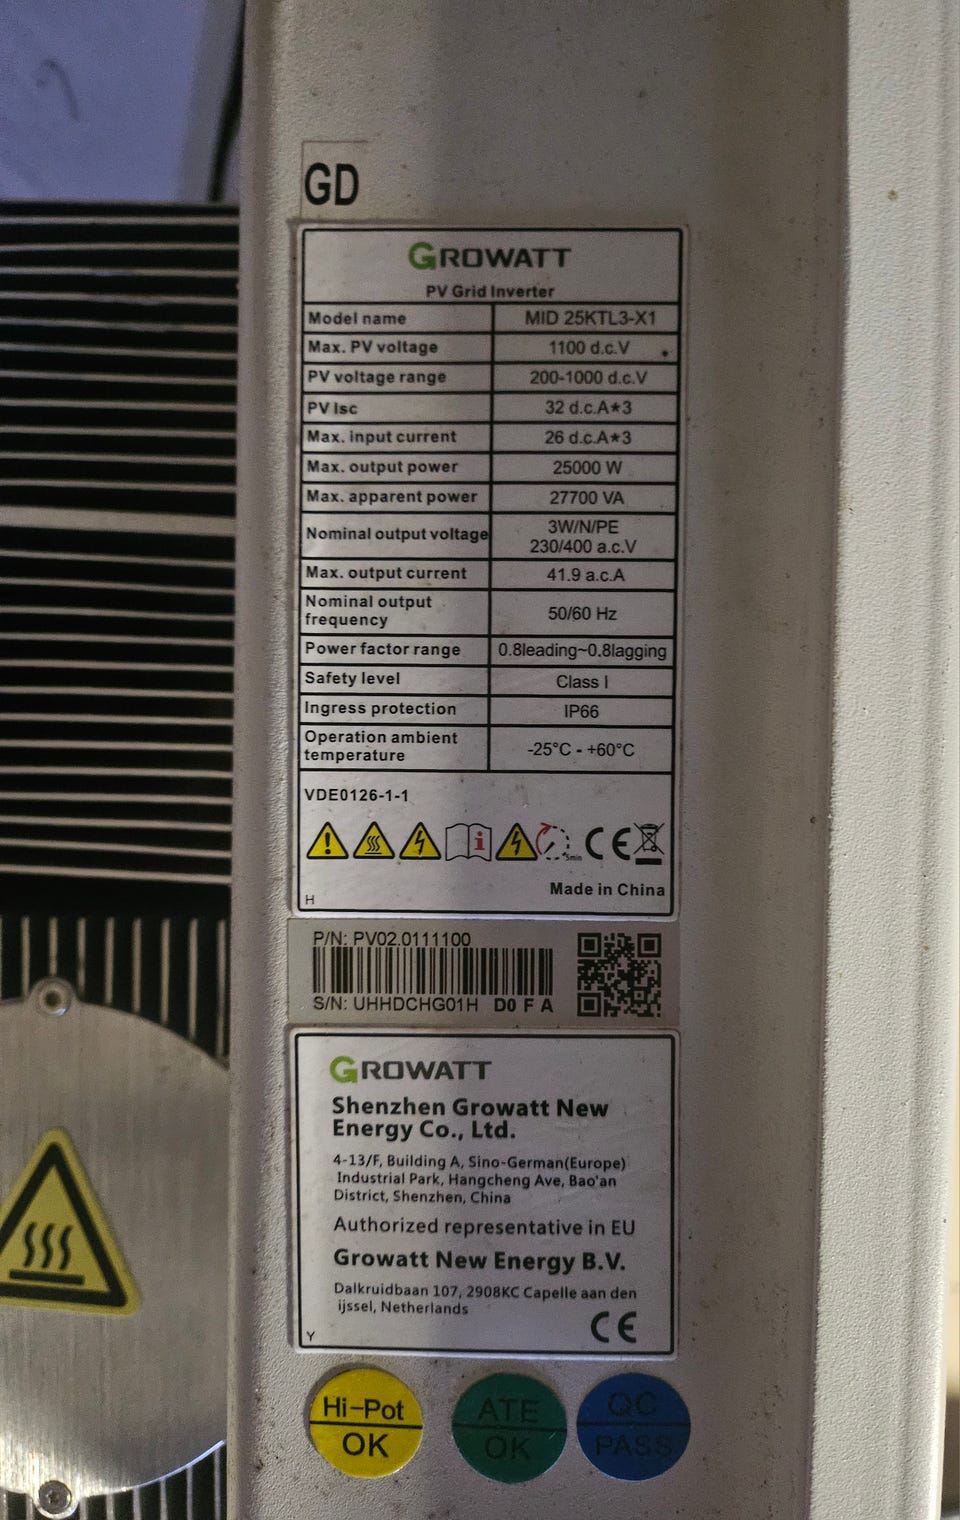 GD
GROWATT
PV Grid Inverter
Model name MID 25KTL3-X1
Max. PV voltage 1100 d.c.V
PV voltage range 200-1000 d.c.V
PV Isc 32 d.c.A*3
Max. input current 26 d.c.A*3
Max. output power 25000 W
Max. apparent power 27700 VA
Nominal output voltage 3W/N/PE
230/400 a.c.V
Max. output current 41.9 a.c.A
Nominal output
frequency 50/60 Hz
Power factor range 0.8leading~0.8lagging
Safety level Class I
Ingress protection IP66
Operation ambient
temperature -25°C - +60°C
VDE0126-1-1
5min CE
Made in China
H
P/N: PV02.0111100
S/N: UHHDCHG01H D0 F A
GROWATT
Shenzhen Growatt New
Energy Co., Ltd.
4-13/F, Building A, Sino-German(Europe)
Industrial Park, Hangcheng Ave, Bao'an
District, Shenzhen, China
Authorized representative in EU
Growatt New Energy B.V.
Dalkruidbaan 107, 2908KC Capelle aan den
ijssel, Netherlands
CE
Y
Hi-Pot
OK
ATE
OK
QC
PASS